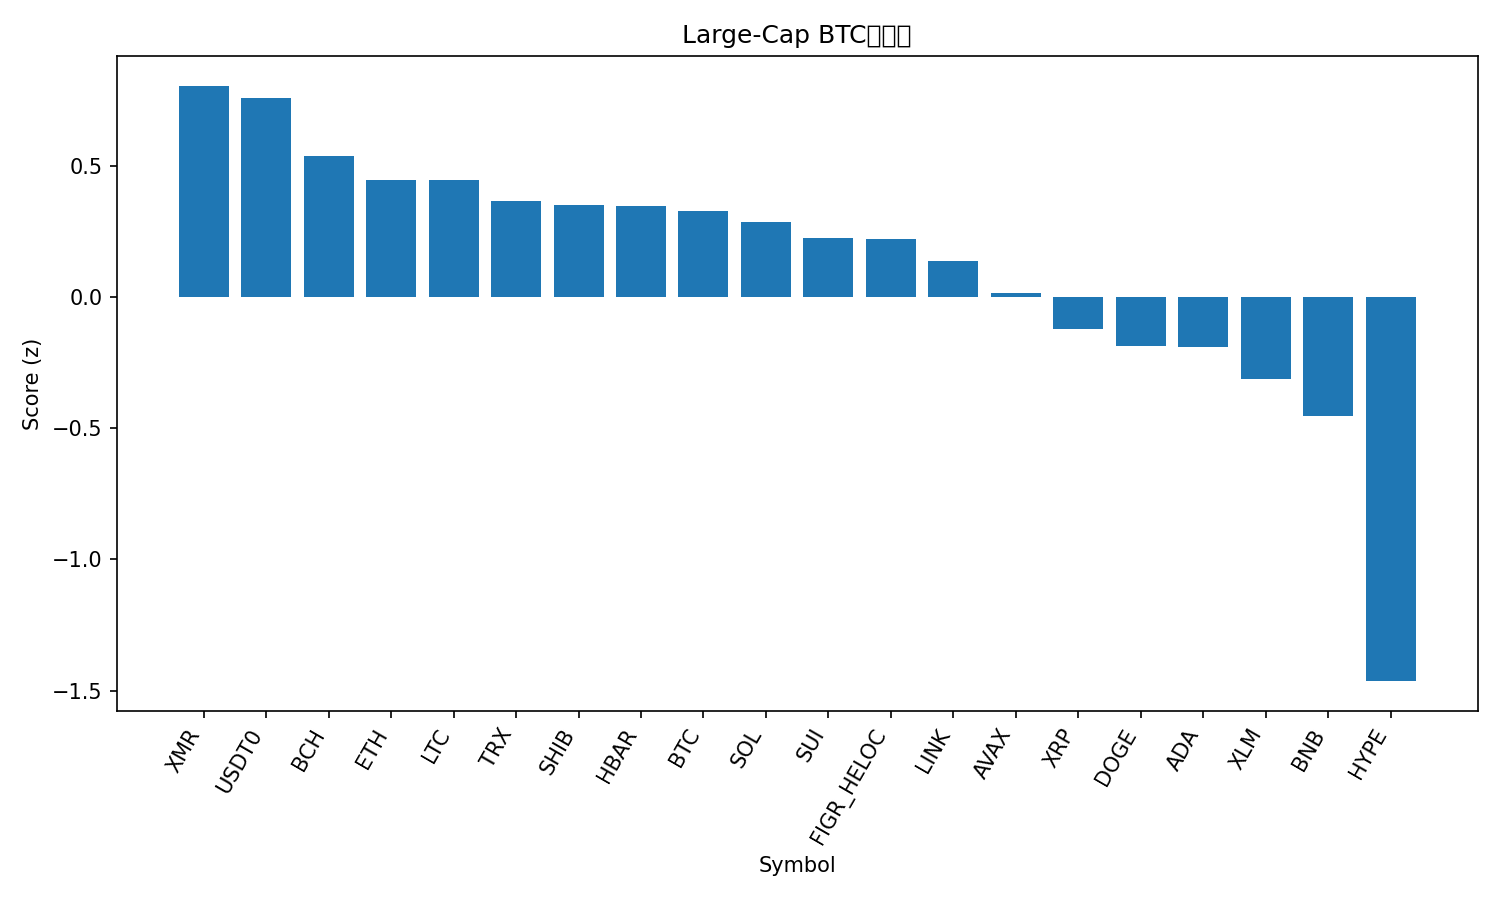 Large-Cap BTC
0.5
0.0
−0.5
−1.0
−1.5
Score (z)
XMR
USDT0
BCH
ETH
LTC
TRX
SHIB
HBAR
BTC
SOL
SUI
FIGR_HELOC
LINK
AVAX
XRP
DOGE
ADA
XLM
BNB
HYPE
Symbol